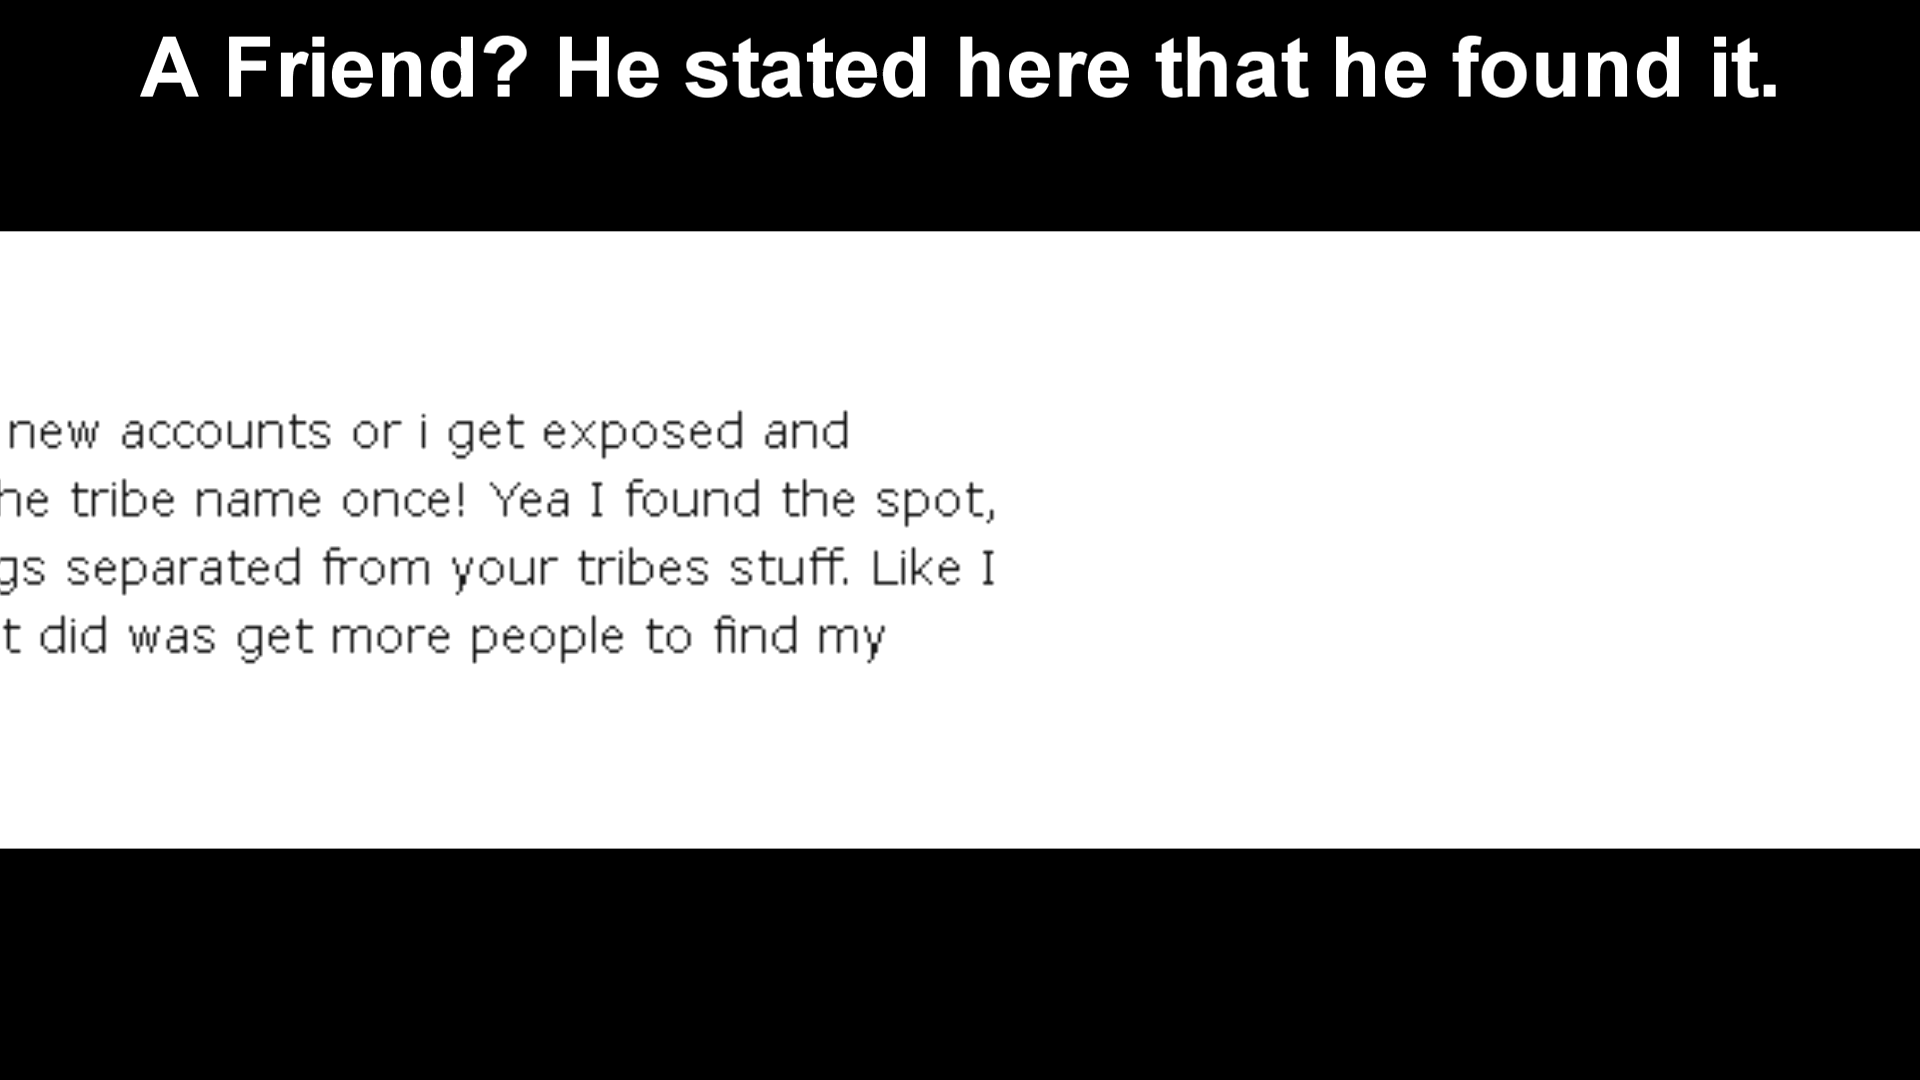 A Friend? He stated here that he found it.
new accounts or i get exposed and
he tribe name once! Yea I found the spot,
gs separated from your tribes stuff. Like I
t did was get more people to find my